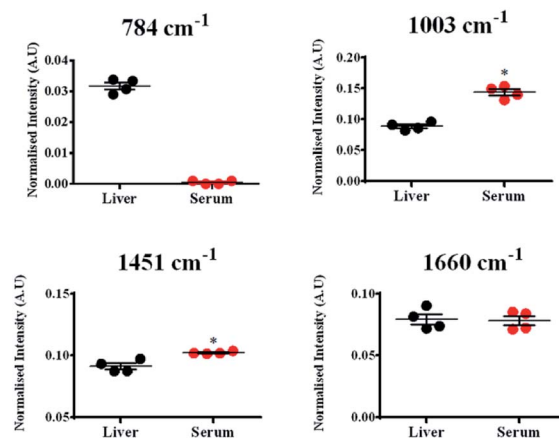 784 cm-1
Normalised Intensity (A.U)
0.04
0.03
0.02
0.01
0.00
Liver Serum
1003 cm-1
Normalised Intensity (A.U)
0.20
0.15
0.10
0.05
0.00
*
Liver Serum
1451 cm-1
Normalised Intensity (A.U)
0.15
0.10
0.05
*
Liver Serum
1660 cm-1
Normalised Intensity (A.U)
0.10
0.05
0.00
Liver Serum